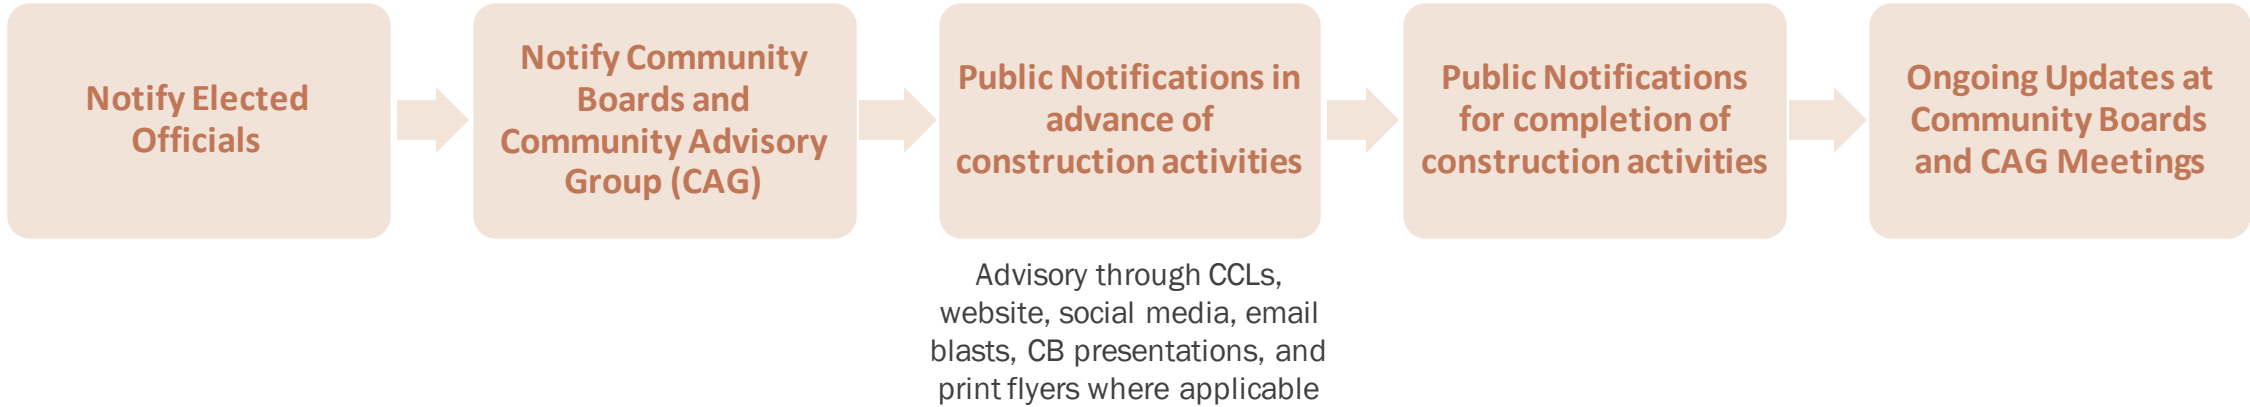 Notify Elected
Officials
Notify Community
Boards and
Community Advisory
Group (CAG)
Public Notifications in
advance of
construction activities
Advisory through CCLs,
website, social media, email
blasts, CB presentations, and
print flyers where applicable
Public Notifications
for completion of
construction activities
Ongoing Updates at
Community Boards
and CAG Meetings